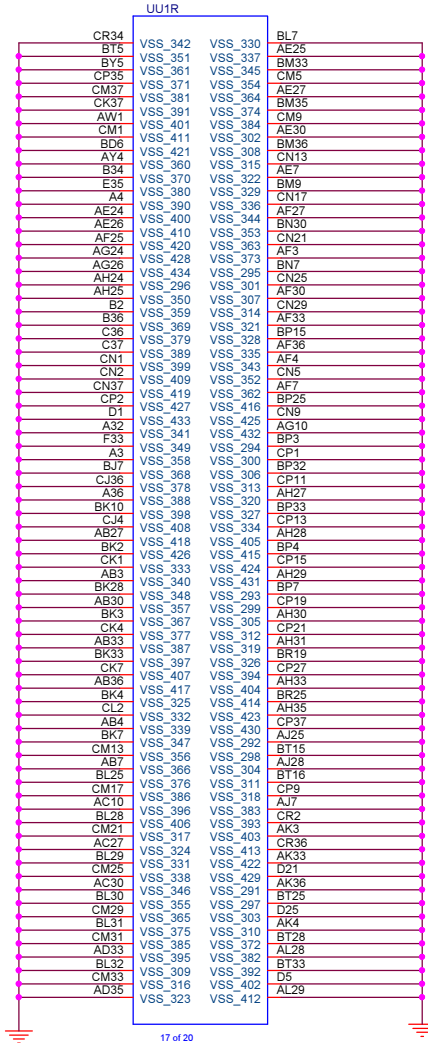 UU1R
CR34 VSS_342 VSS_330 BL7
BT5 VSS_351 VSS_337 AE25
BY5 VSS_361 VSS_345 BM33
CP35 VSS_371 VSS_354 CM5
CM37 VSS_381 VSS_364 AE27
CK37 VSS_391 VSS_374 BM35
AW1 VSS_401 VSS_384 CM9
CM1 VSS_411 VSS_302 AE30
BD6 VSS_421 VSS_308 BM36
AY4 VSS_360 VSS_315 CN13
B34 VSS_370 VSS_322 AE7
E35 VSS_380 VSS_329 BM9
A4 VSS_390 VSS_336 CN17
AE24 VSS_400 VSS_344 AF27
AE26 VSS_410 VSS_353 BN30
AF25 VSS_420 VSS_363 CN21
AG24 VSS_428 VSS_373 AF3
AG26 VSS_434 VSS_295 BN7
AH24 VSS_296 VSS_301 CN25
AH25 VSS_350 VSS_307 AF30
B2 VSS_359 VSS_314 CN29
B36 VSS_369 VSS_321 AF33
C36 VSS_379 VSS_328 BP15
C37 VSS_389 VSS_335 AF36
CN1 VSS_399 VSS_343 AF4
CN2 VSS_409 VSS_352 CN5
CN37 VSS_419 VSS_362 AF7
CP2 VSS_427 VSS_416 BP25
D1 VSS_433 VSS_425 CN9
A32 VSS_341 VSS_432 AG10
F33 VSS_349 VSS_294 BP3
A3 VSS_358 VSS_300 CP1
BJ7 VSS_368 VSS_306 BP32
CJ36 VSS_378 VSS_313 CP11
A36 VSS_388 VSS_320 AH27
BK10 VSS_398 VSS_327 BP33
CJ4 VSS_408 VSS_334 CP13
AB27 VSS_418 VSS_405 AH28
BK2 VSS_426 VSS_415 BP4
CK1 VSS_333 VSS_424 CP15
AB3 VSS_340 VSS_431 AH29
BK28 VSS_348 VSS_293 BP7
AB30 VSS_357 VSS_299 CP19
BK3 VSS_367 VSS_305 AH30
CK4 VSS_377 VSS_312 CP21
AB33 VSS_387 VSS_319 AH31
BK33 VSS_397 VSS_326 BR19
CK7 VSS_407 VSS_394 CP27
AB36 VSS_417 VSS_404 AH33
BK4 VSS_325 VSS_414 BR25
CL2 VSS_332 VSS_423 AH35
AB4 VSS_339 VSS_430 CP37
BK7 VSS_347 VSS_292 AJ25
CM13 VSS_356 VSS_298 BT15
AB7 VSS_366 VSS_304 AJ28
BL25 VSS_376 VSS_311 BT16
CM17 VSS_386 VSS_318 CP9
AC10 VSS_396 VSS_383 AJ7
BL28 VSS_406 VSS_393 CR2
CM21 VSS_317 VSS_403 AK3
AC27 VSS_324 VSS_413 CR36
BL29 VSS_331 VSS_422 AK33
CM25 VSS_338 VSS_429 D21
AC30 VSS_346 VSS_291 AK36
BL30 VSS_355 VSS_297 BT25
CM29 VSS_365 VSS_303 D25
BL31 VSS_375 VSS_310 AK4
CM31 VSS_385 VSS_372 BT28
AD33 VSS_395 VSS_382 AL28
BL32 VSS_309 VSS_392 BT33
CM33 VSS_316 VSS_402 D5
AD35 VSS_323 VSS_412 AL29
17 of 20